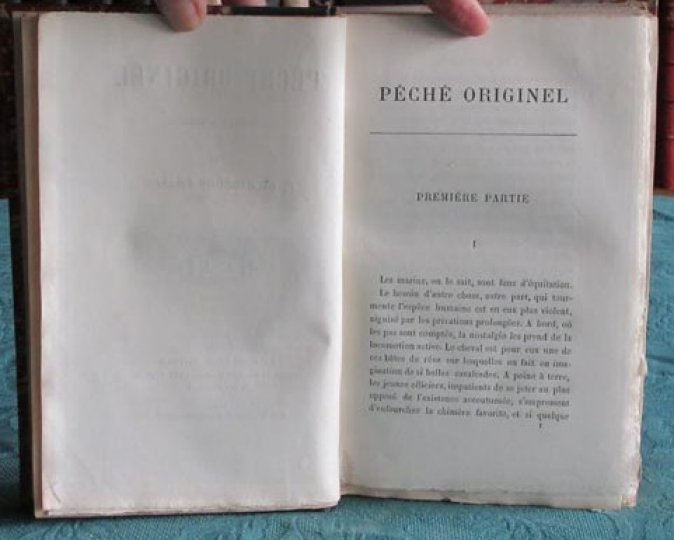 PÉCHÉ ORIGINEL
PREMIÈRE PARTIE
I
Les marins, on le sait, sont fous d'équitation.
Le besoin d'autre chose, autre part, qui tour-
mente l'espèce humaine est en eux plus violent,
aiguisé par les privations prolongées. A bord, où
les pas sont comptés, la nostalgie les prend de la
locomotion active. Le cheval est pour eux une de
ces bêtes de rêve sur lesquelles on fait en ima-
gination de si belles cavalcades. A peine à terre,
les jeunes officiers, impatients de se jeter au plus
opposé de l'existence accoutumée, s'empressent
d'enfourcher la chimère favorite, et si quelque
1